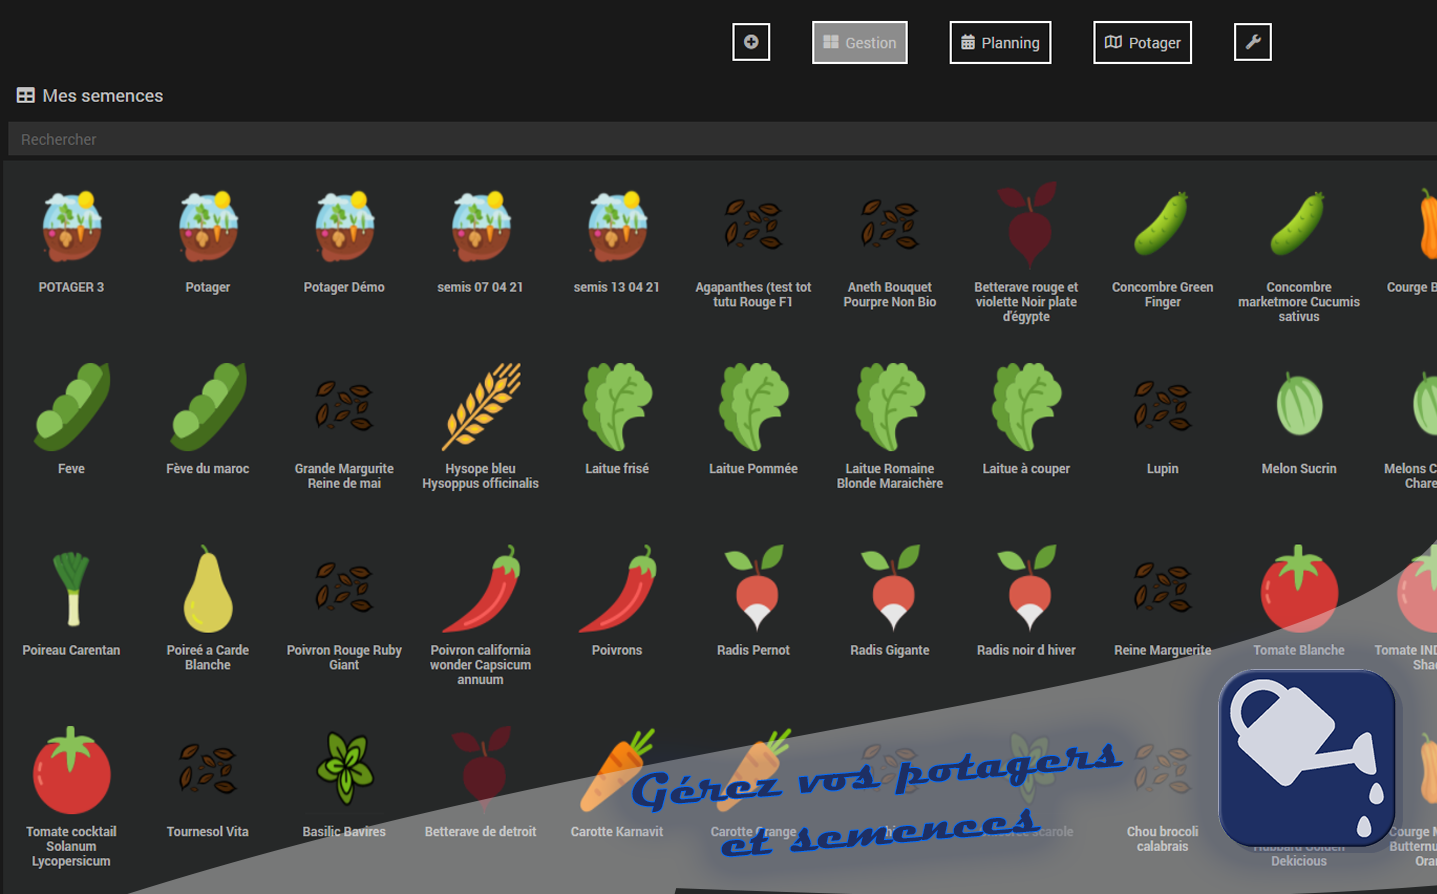 Gestion
Planning
Potager
Mes semences
Rechercher
POTAGER 3
Potager
Potager Démo
semis 07 04 21
semis 13 04 21
Agapanthes (test tot
tutu Rouge F1
Aneth Bouquet
Pourpre Non Bio
Betterave rouge et
violette Noir plate
d'égypte
Concombre Green
Finger
Concombre
marketmore Cucumis
sativus
Courge B
Feve
Fève du maroc
Grande Margurite
Reine de mai
Hysope bleu
Hysoppus officinalis
Laitue frisé
Laitue Pommée
Laitue Romaine
Blonde Maraichère
Laitue à couper
Lupin
Melon Sucrin
Melons C
Chare
Poireau Carentan
Poireé a Carde
Blanche
Poivron Rouge Ruby
Giant
Poivron california
wonder Capsicum
annuum
Poivrons
Radis Pernot
Radis Gigante
Radis noir d hiver
Reine Marguerite
Tomate Blanche
Tomate IND
Sha
Tomate cocktail
Solanum
Lycopersicum
Tournesol Vita
Basilic Bavires
Betterave de detroit
Carotte Karnavit
Carotte Orange
scarole
Chou brocoli
calabrais
Hubbard Golden
Dekicious
Courge M
Butternu
Oran
Gérez vos potagers
et semences